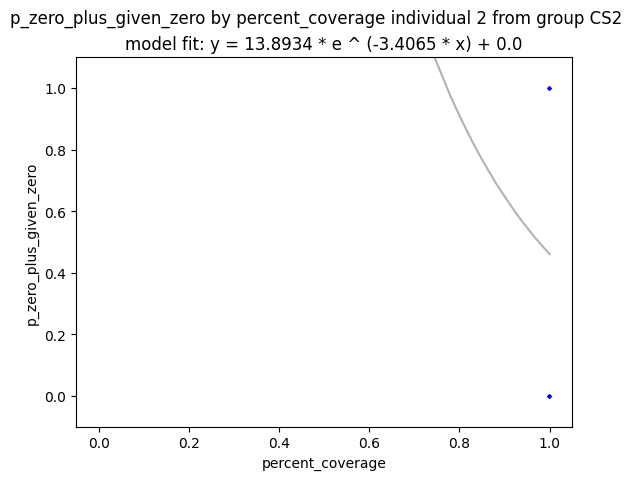 p_zero_plus_given_zero by percent_coverage individual 2 from group CS2
model fit: y = 13.8934 * e ^ (-3.4065 * x) + 0.0
1.0
0.8
0.6
0.4
0.2
0.0
p_zero_plus_given_zero
0.0 0.2 0.4 0.6 0.8 1.0
percent_coverage